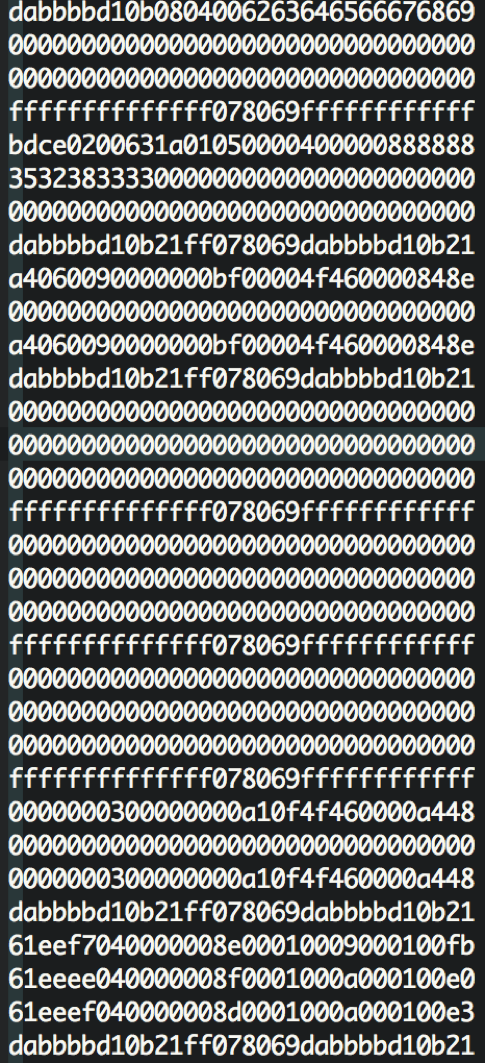 dabbbbd10b0804006263646566676869
00000000000000000000000000000000
00000000000000000000000000000000
ffffffffffffff078069ffffffffffff
bdce0200631a01050000400000888888
35323833330000000000000000000000
00000000000000000000000000000000
dabbbbd10b21ff078069dabbbbd10b21
a4060090000000bf00004f460000848e
00000000000000000000000000000000
a4060090000000bf00004f460000848e
dabbbbd10b21ff078069dabbbbd10b21
00000000000000000000000000000000
00000000000000000000000000000000
00000000000000000000000000000000
ffffffffffffff078069ffffffffffff
00000000000000000000000000000000
00000000000000000000000000000000
00000000000000000000000000000000
ffffffffffffff078069ffffffffffff
00000000000000000000000000000000
00000000000000000000000000000000
00000000000000000000000000000000
ffffffffffffff078069ffffffffffff
0000000300000000a10f4f460000a448
00000000000000000000000000000000
0000000300000000a10f4f460000a448
dabbbbd10b21ff078069dabbbbd10b21
61eef7040000008e00010009000100fb
61eeee040000008f0001000a000100e0
61eeef040000008d0001000a000100e3
dabbbbd10b21ff078069dabbbbd10b21